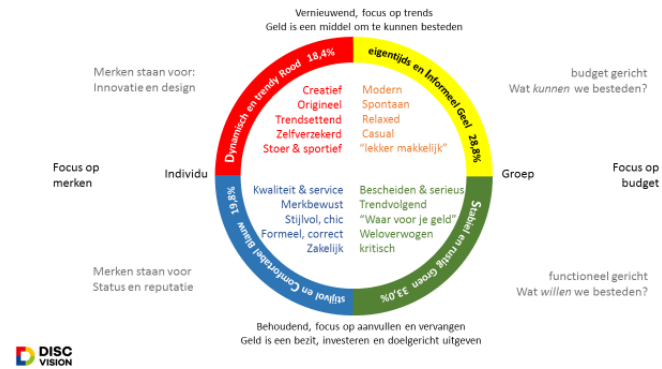 Vernieuwend, focus op trends
Geld is een middel om te kunnen besteden
Dynamisch en trendy Rood 18,4%
eigentijds en Informeel Geel 28,8%
Merken staan voor:
Innovatie en design
budget gericht
Wat kunnen we besteden?
Creatief
Origineel
Trendsettend
Zelfverzekerd
Stoer & sportief
Modern
Spontaan
Relaxed
Casual
“lekker makkelijk”
Focus op
merken
Individu
Groep
Focus op
budget
Kwaliteit & service
Merkbewust
Stijlvol, chic
Formeel, correct
Zakelijk
Bescheiden & serieus
Trendvolgend
“Waar voor je geld”
Weloverwogen
kritisch
stijlvol en Comfortabel Blauw 19,8%
Stabiel en rustig Groen 33,0%
Merken staan voor
Status en reputatie
functioneel gericht
Wat willen we besteden?
Behoudend, focus op aanvullen en vervangen
Geld is een bezit, investeren en doelgericht uitgeven
DISC
VISION